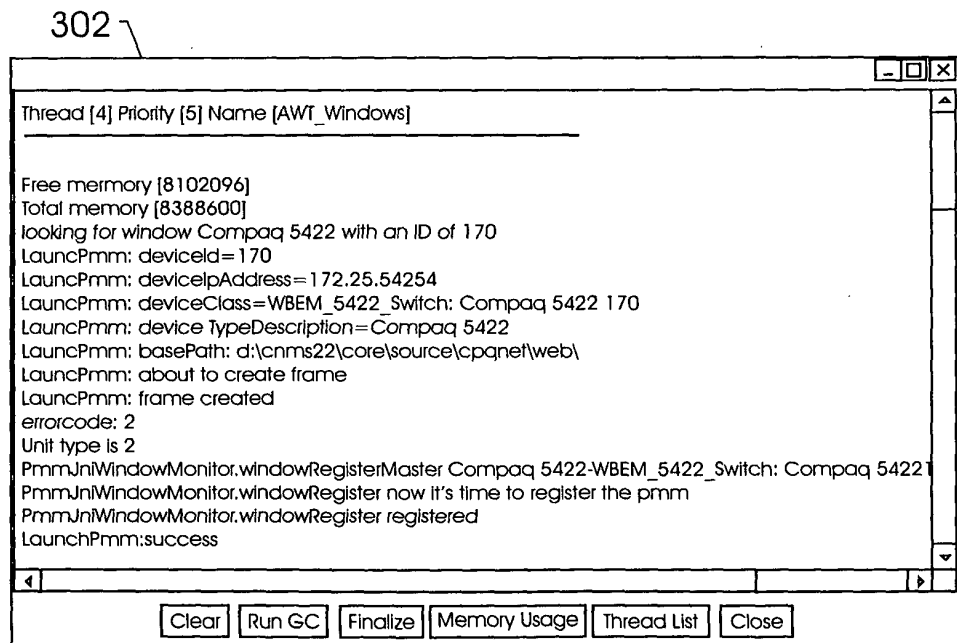 302
Thread [4] Priority [5] Name [AWT_Windows]
Free mermory [8102096]
Total memory [8388600]
looking for window Compaq 5422 with an ID of 170
LauncPmm: deviceId=170
LauncPmm: deviceIpAddress=172.25.54254
LauncPmm: deviceClass=WBEM_5422_Switch: Compaq 5422 170
LauncPmm: device TypeDescription=Compaq 5422
LauncPmm: basePath: d:\cnms22\core\source\cpqnet\web\
LauncPmm: about to create frame
LauncPmm: frame created
errorcode: 2
Unit type is 2
PmmJniWindowMonitor.windowRegisterMaster Compaq 5422-WBEM_5422_Switch: Compaq 54221
PmmJniWindowMonitor.windowRegister now it's time to register the pmm
PmmJniWindowMonitor.windowRegister registered
LaunchPmm:success
Clear Run GC Finalize Memory Usage Thread List Close